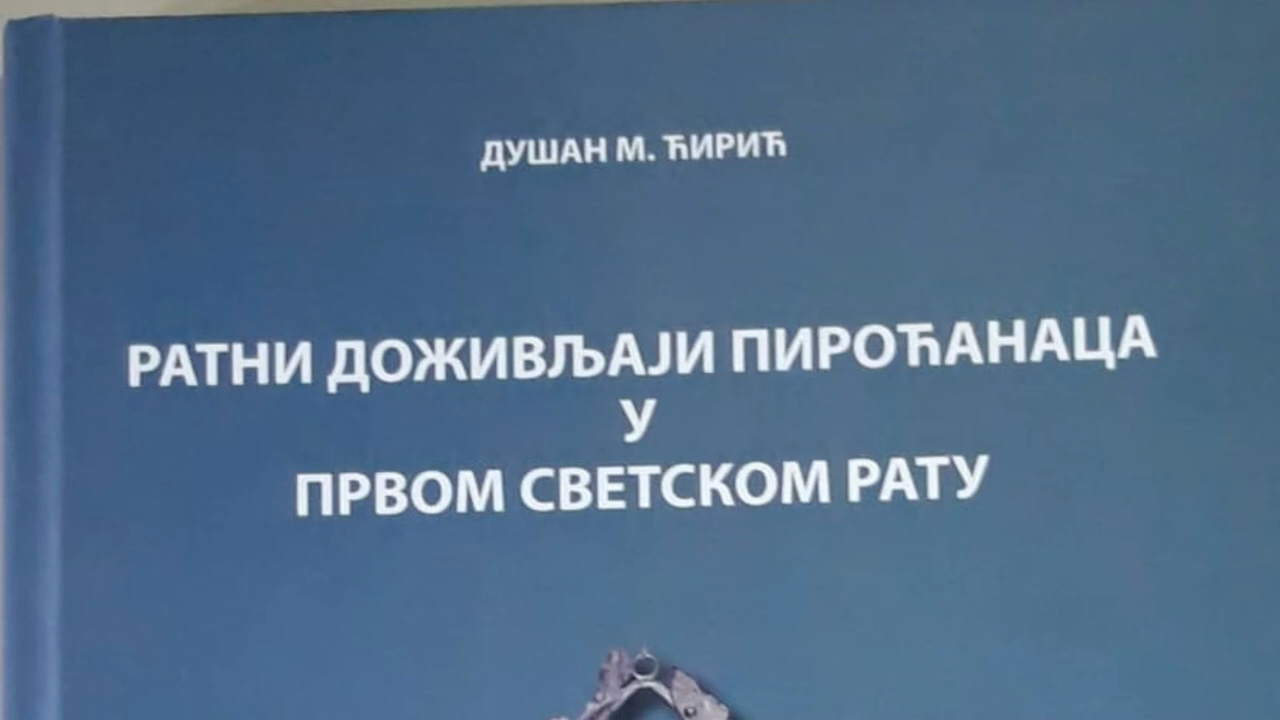 ДУШАН М. ЋИРИЋ
РАТНИ ДОЖИВЉАЈИ ПИРОЋАНАЦА
У
ПРВОМ СВЕТСКОМ РАТУ